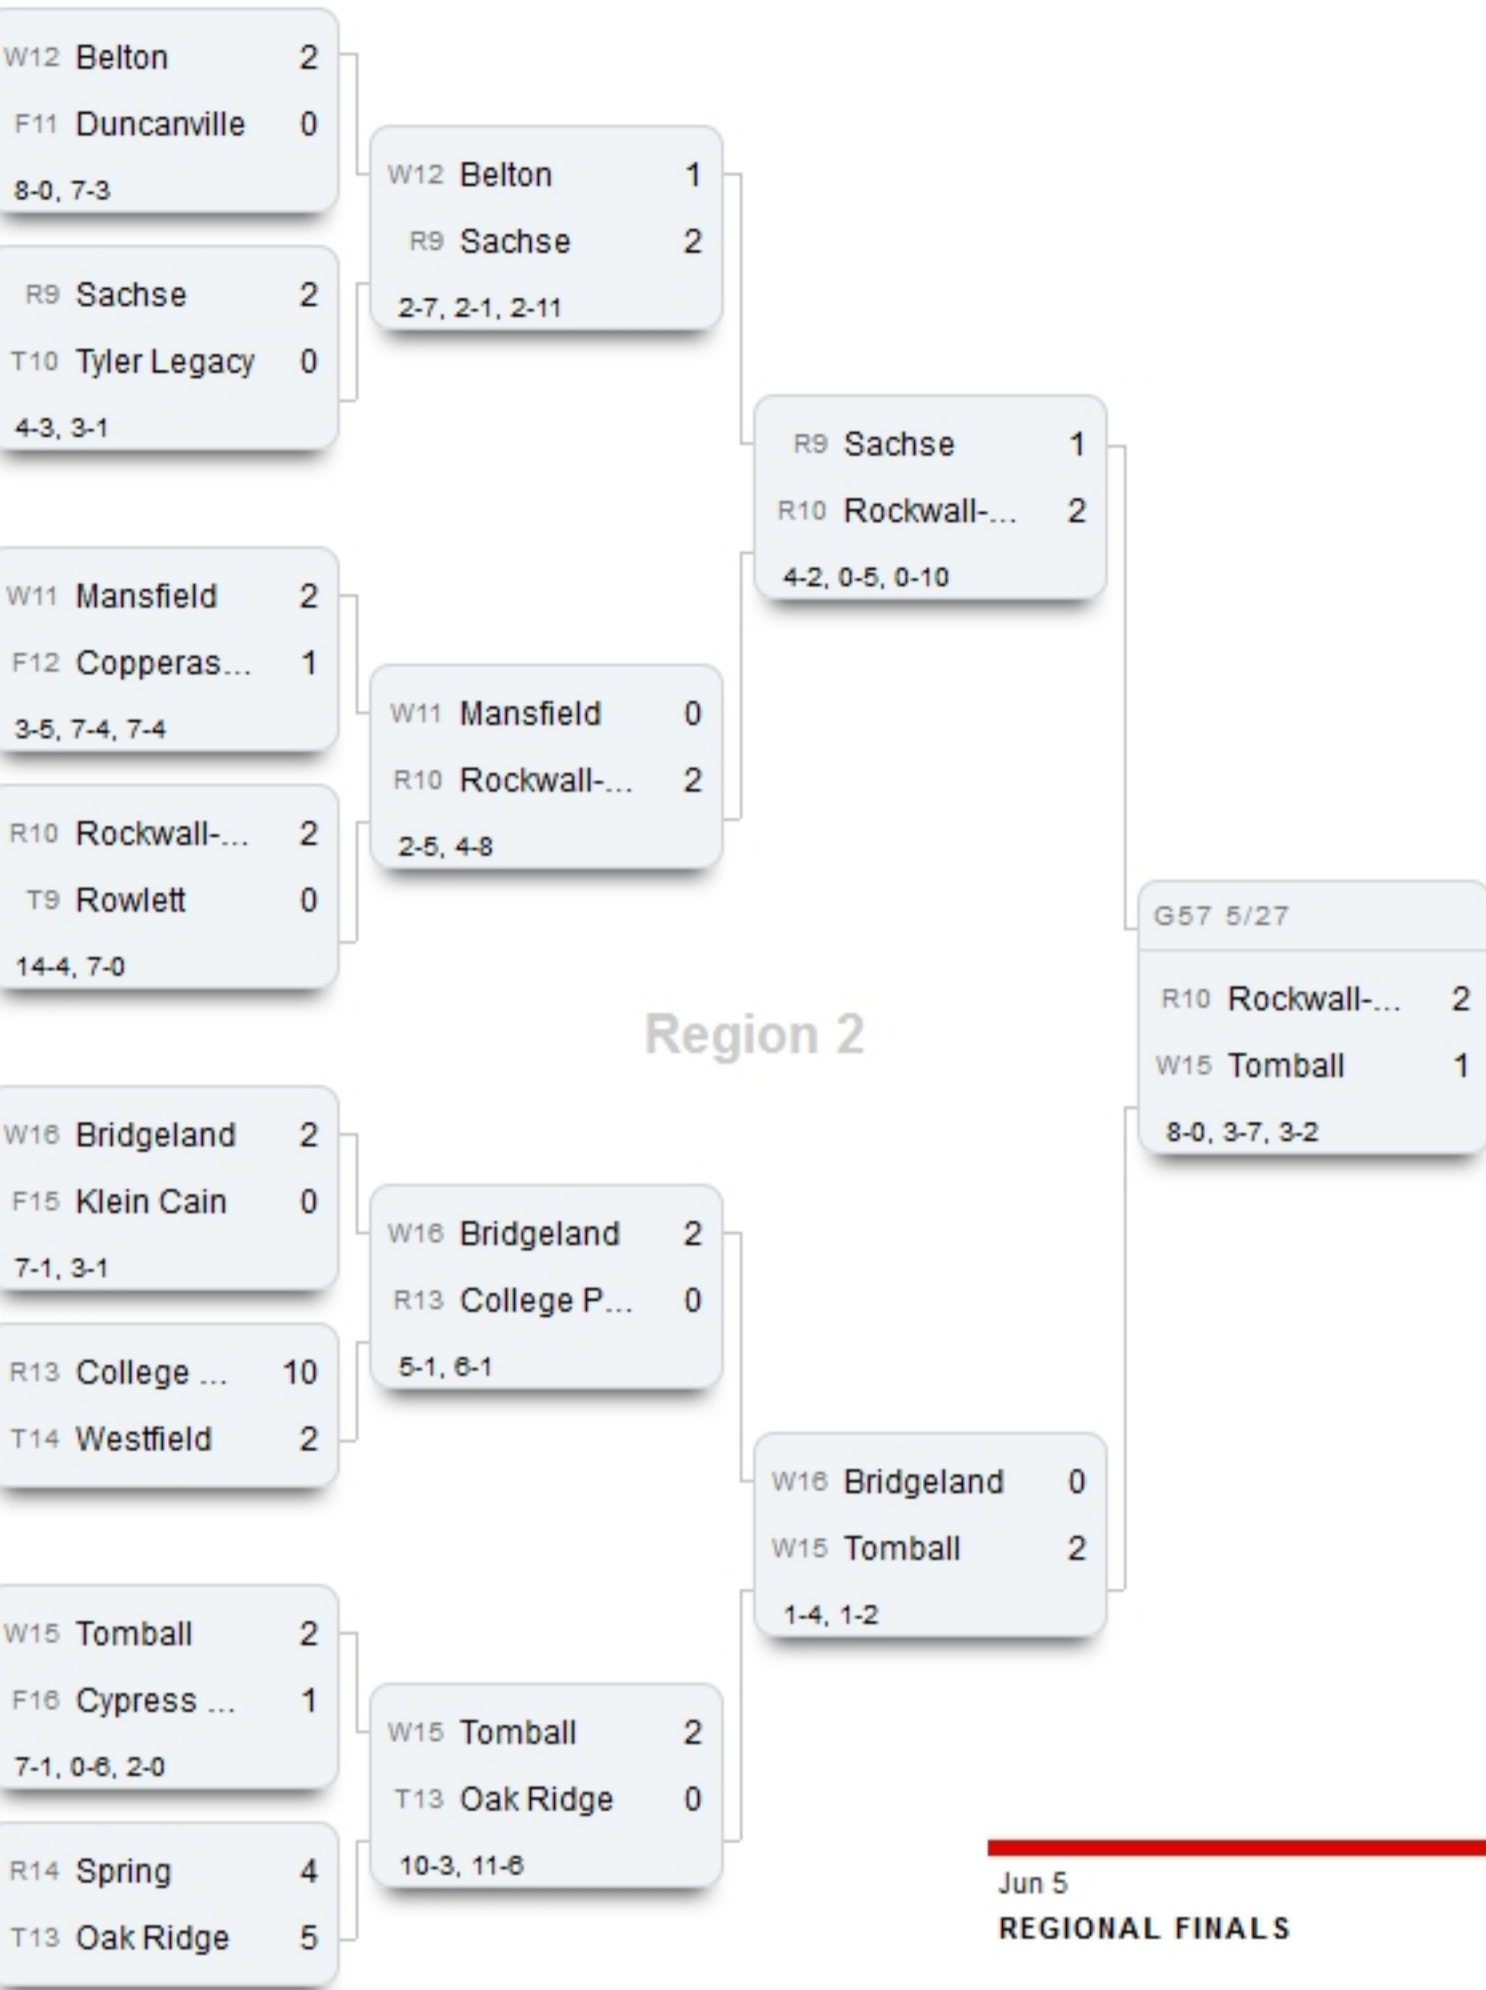 W12 Belton 2
F11 Duncanville 0
8-0, 7-3
R9 Sachse 2
T10 Tyler Legacy 0
4-3, 3-1
W11 Mansfield 2
F12 Copperas... 1
3-5, 7-4, 7-4
R10 Rockwall-... 2
T9 Rowlett 0
14-4, 7-0
W16 Bridgeland 2
F15 Klein Cain 0
7-1, 3-1
R13 College ... 10
T14 Westfield 2
W15 Tomball 2
F16 Cypress ... 1
7-1, 0-6, 2-0
R14 Spring 4
T13 Oak Ridge 5
W12 Belton 1
R9 Sachse 2
2-7, 2-1, 2-11
W11 Mansfield 0
R10 Rockwall-... 2
2-5, 4-8
W16 Bridgeland 2
R13 College P... 0
5-1, 6-1
W15 Tomball 2
T13 Oak Ridge 0
10-3, 11-6
R9 Sachse 1
R10 Rockwall-... 2
4-2, 0-5, 0-10
Region 2
W16 Bridgeland 0
W15 Tomball 2
1-4, 1-2
G57 5/27
R10 Rockwall-... 2
W15 Tomball 1
8-0, 3-7, 3-2
Jun 5
REGIONAL FINALS